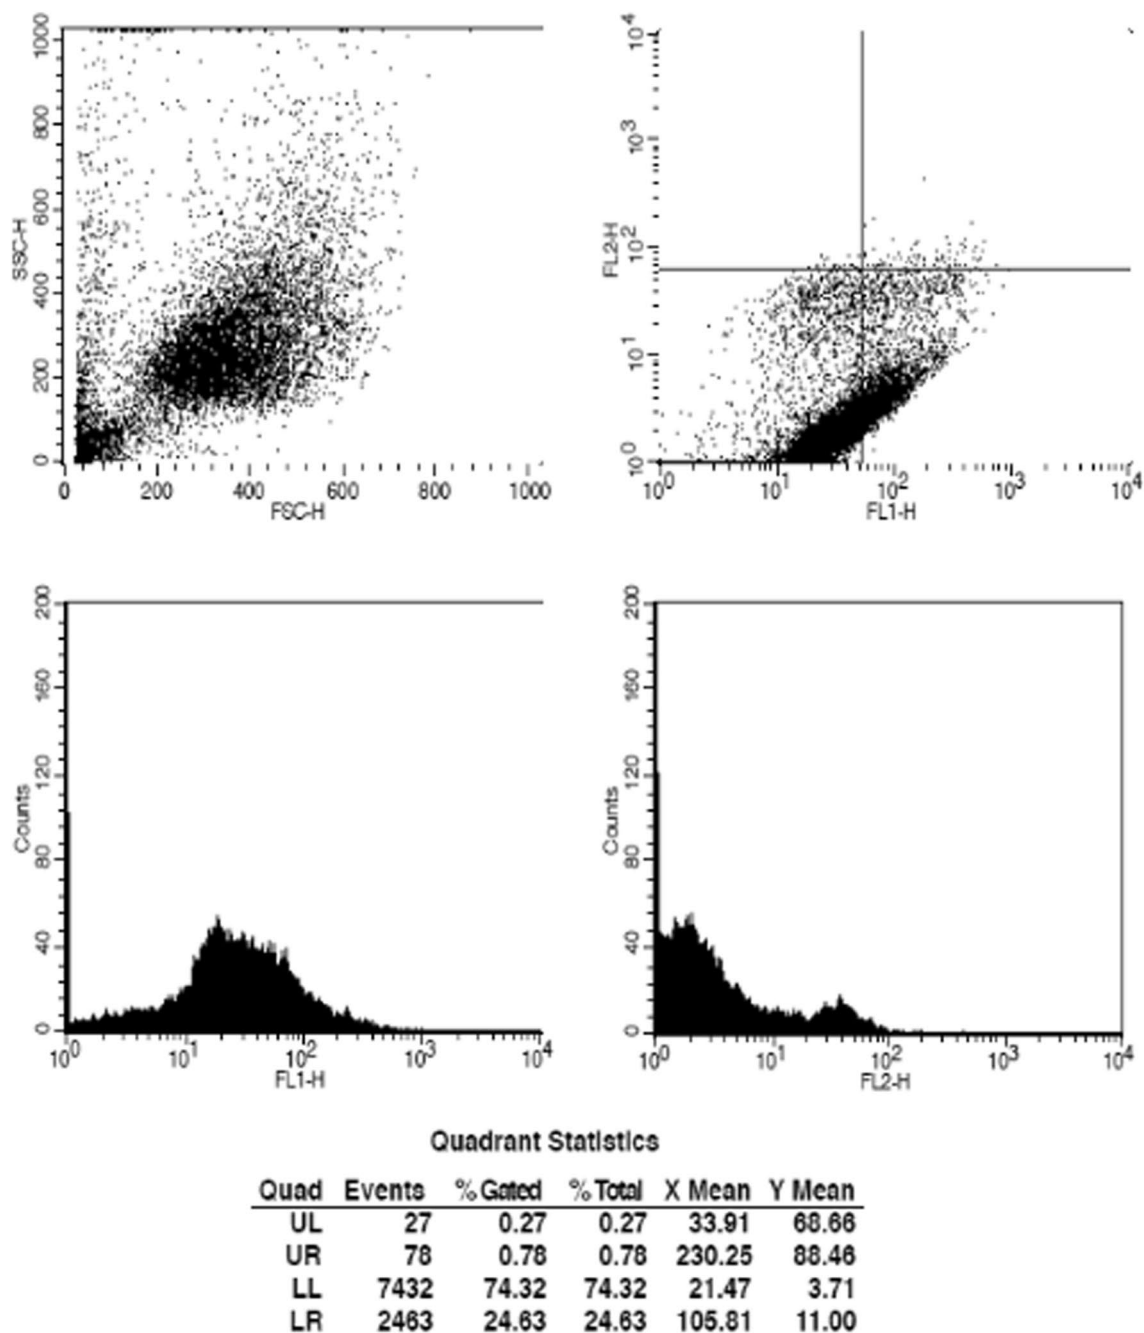 1000
800
600
400
200
0
SSC-H
0 200 400 600 800 1000
FSC-H
10^4
10^3
10^2
10^1
10^0
FL2-H
10^0 10^1 10^2 10^3 10^4
FL1-H
200
160
120
80
40
0
Counts
10^0 10^1 10^2 10^3 10^4
FL1-H
200
160
120
80
40
0
Counts
10^0 10^1 10^2 10^3 10^4
FL2-H
Quadrant Statistics
Quad Events % Gated % Total X Mean Y Mean
UL 27 0.27 0.27 33.91 68.66
UR 78 0.78 0.78 230.25 88.46
LL 7432 74.32 74.32 21.47 3.71
LR 2463 24.63 24.63 105.81 11.00